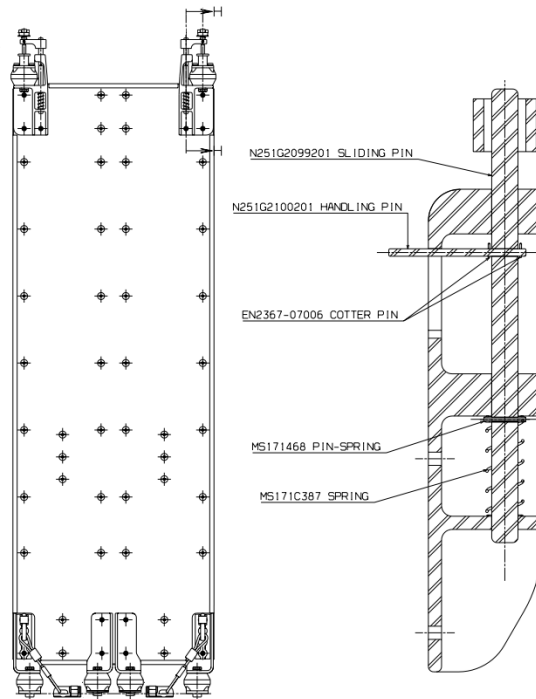 H
H
N251G2099201 SLIDING PIN
N251G2100201 HANDLING PIN
EN2367-07006 COTTER PIN
MS171468 PIN-SPRING
MS171C387 SPRING